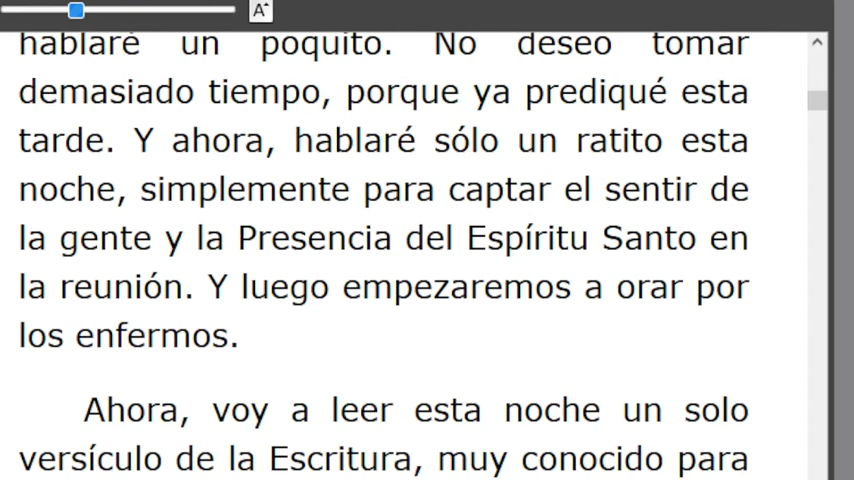 A
hablaré un poquito. No deseo tomar
demasiado tiempo, porque ya prediqué esta
tarde. Y ahora, hablaré sólo un ratito esta
noche, simplemente para captar el sentir de
la gente y la Presencia del Espíritu Santo en
la reunión. Y luego empezaremos a orar por
los enfermos.
Ahora, voy a leer esta noche un solo
versículo de la Escritura, muy conocido para